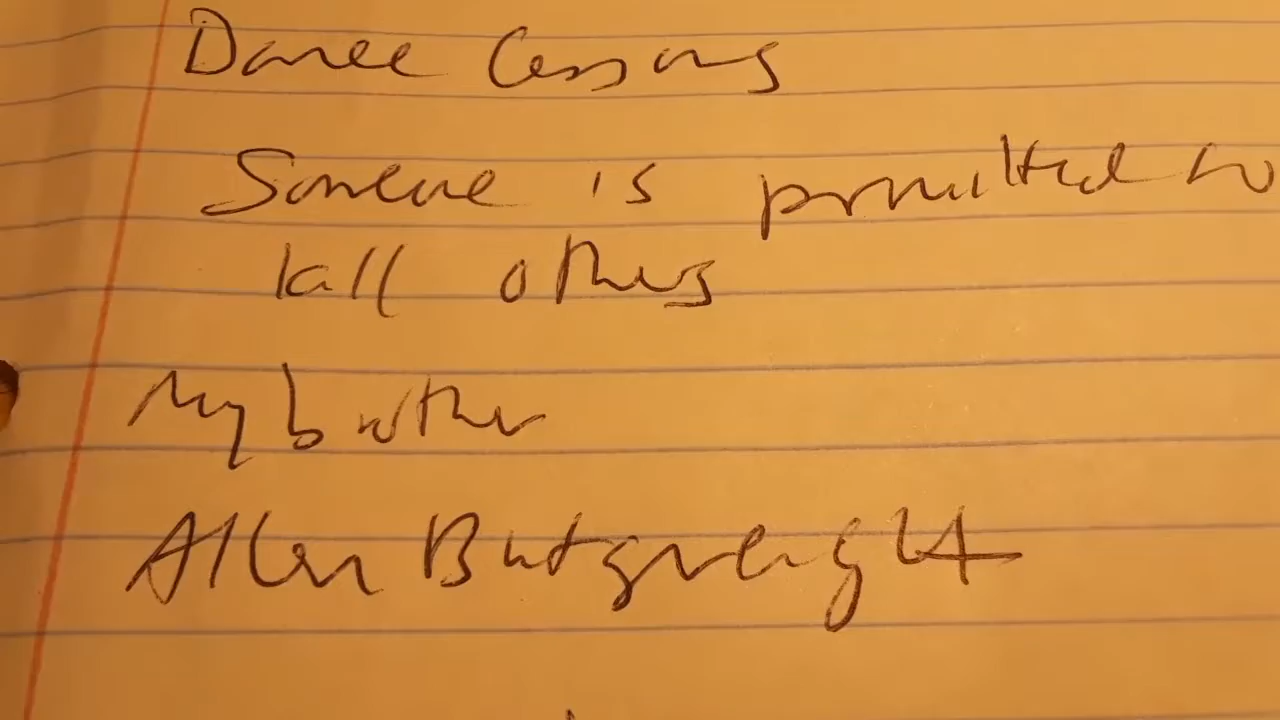 Dance Lessons
Someone is permitted to
kill others
My brother
Allen